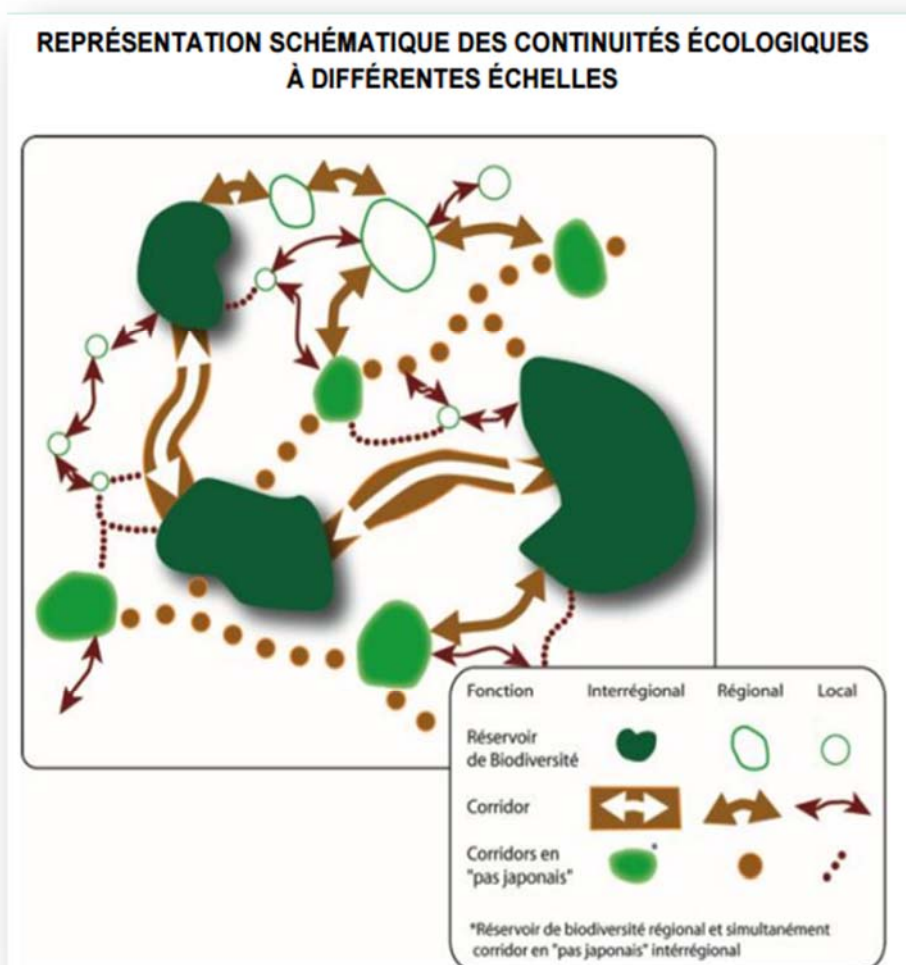 REPRÉSENTATION SCHÉMATIQUE DES CONTINUITÉS ÉCOLOGIQUES
À DIFFÉRENTES ÉCHELLES
Fonction Interrégional Régional Local
Réservoir
de Biodiversité
Corridor
Corridors en
"pas japonais"
*
*Réservoir de biodiversité régional et simultanément
corridor en "pas japonais" intérrégional